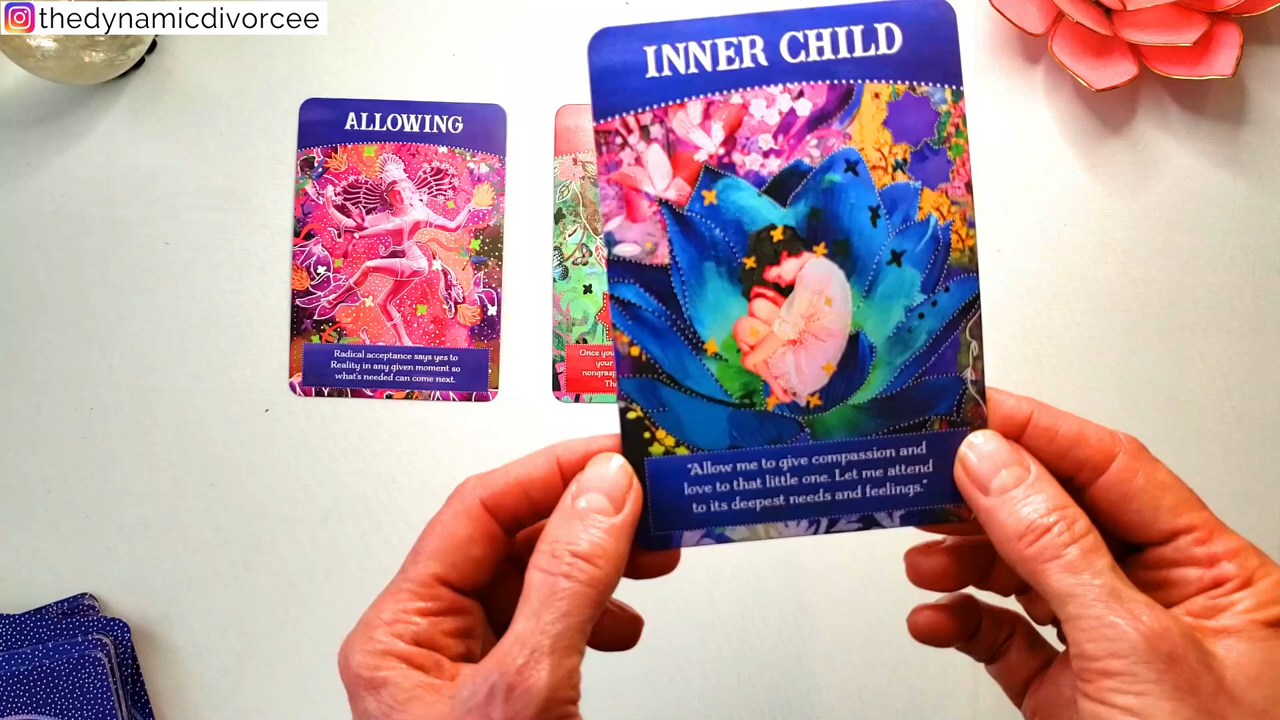 thedynamicdivorcee
ALLOWING
Radical acceptance says yes to
Reality in any given moment so
what's needed can come next.
Once you
your
nongrasp
The
INNER CHILD
"Allow me to give compassion and
love to that little one. Let me attend
to its deepest needs and feelings."